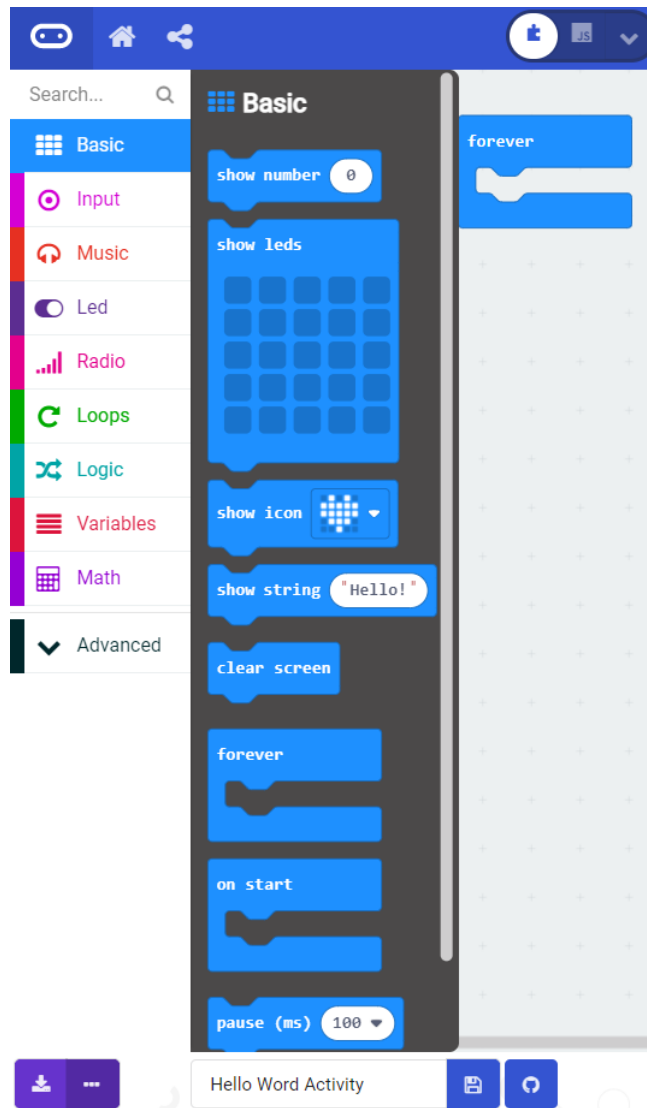 JS
Search...
Basic
Input
Music
Led
Radio
Loops
Logic
Variables
Math
Advanced
Basic
show number 0
show leds
show icon
show string "Hello!"
clear screen
forever
on start
pause (ms) 100
forever
Hello Word Activity